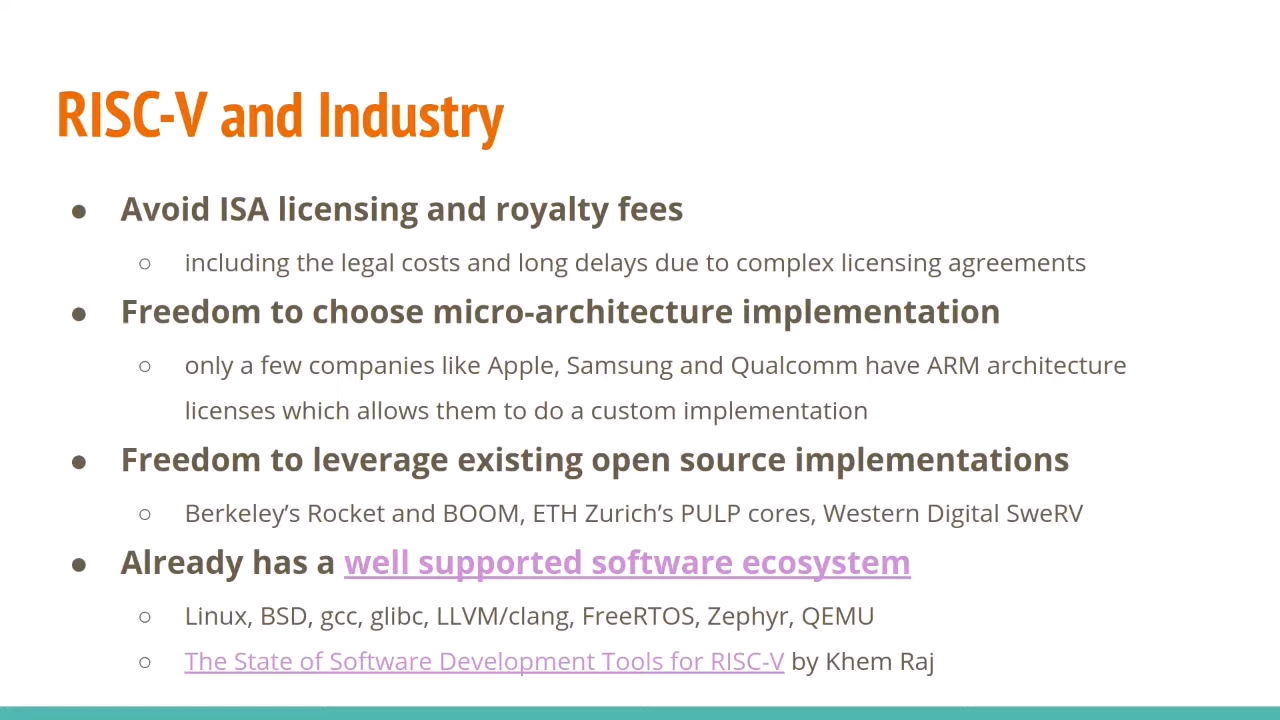 RISC-V and Industry
● Avoid ISA licensing and royalty fees
○ including the legal costs and long delays due to complex licensing agreements
● Freedom to choose micro-architecture implementation
○ only a few companies like Apple, Samsung and Qualcomm have ARM architecture
licenses which allows them to do a custom implementation
● Freedom to leverage existing open source implementations
○ Berkeley’s Rocket and BOOM, ETH Zurich’s PULP cores, Western Digital SweRV
● Already has a well supported software ecosystem
○ Linux, BSD, gcc, glibc, LLVM/clang, FreeRTOS, Zephyr, QEMU
○ The State of Software Development Tools for RISC-V by Khem Raj